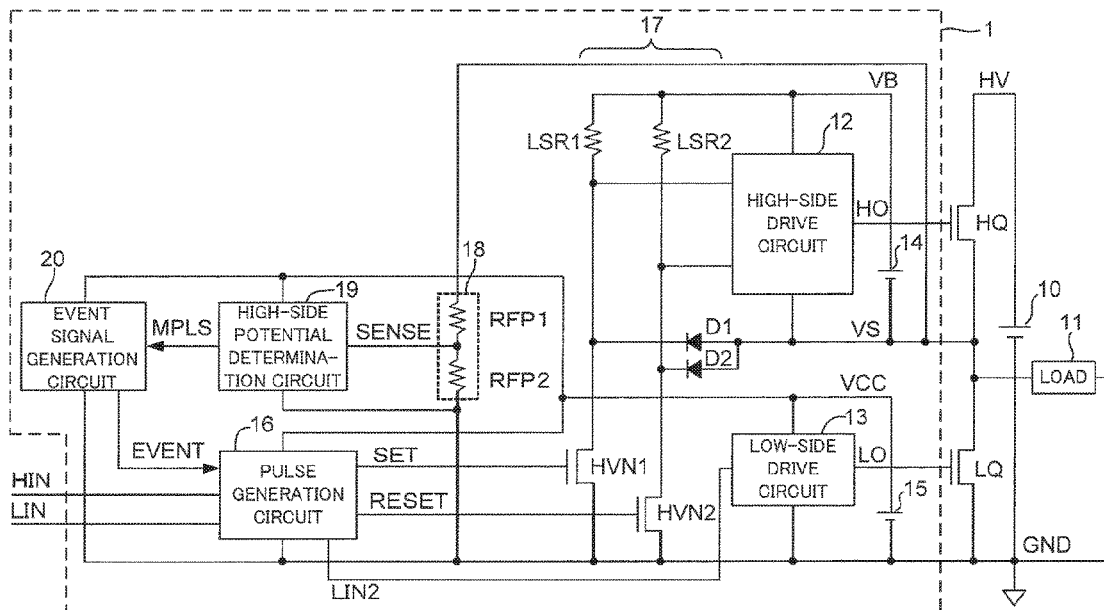 17
1
VB
HV
LSR1
LSR2
12
HIGH-SIDE
DRIVE
CIRCUIT
HO
HQ
14
10
20
EVENT
SIGNAL
GENERATION
CIRCUIT
MPLS
19
HIGH-SIDE
POTENTIAL
DETERMINA-
TION CIRCUIT
SENSE
18
RFP1
RFP2
D1
D2
VS
11
LOAD
VCC
13
LOW-SIDE
DRIVE
CIRCUIT
LO
LQ
15
EVENT
16
PULSE
GENERATION
CIRCUIT
SET
RESET
HVN1
HVN2
HIN
LIN
LIN2
GND